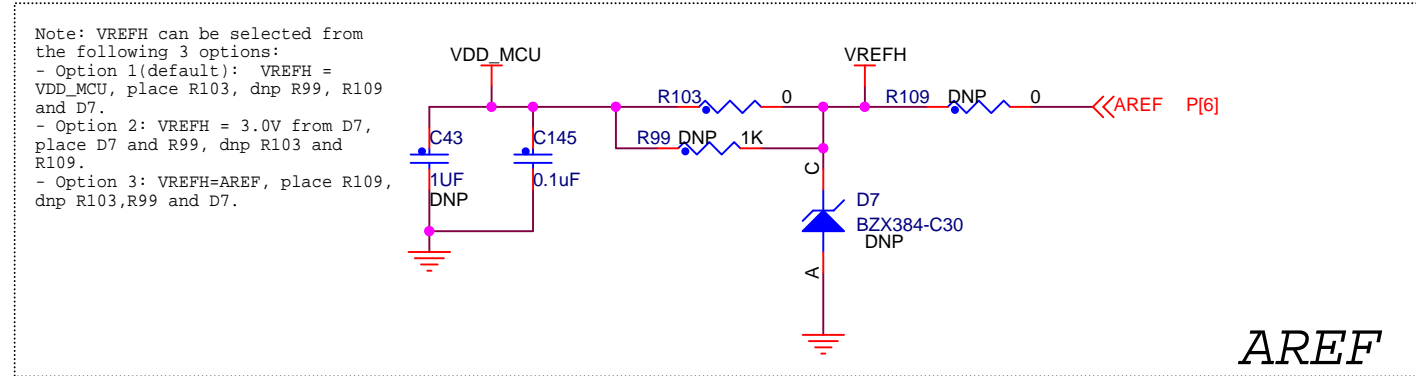 Note: VREFH can be selected from
the following 3 options:
- Option 1(default):  VREFH =
VDD_MCU, place R103, dnp R99, R109
and D7.
- Option 2: VREFH = 3.0V from D7,
place D7 and R99, dnp R103 and
R109.
- Option 3: VREFH=AREF, place R109,
dnp R103,R99 and D7.
VDD_MCU
VREFH
R103 0
R109 DNP 0
AREF P[6]
C43
1UF
DNP
C145
0.1uF
R99 DNP 1K
C
D7
BZX384-C30
DNP
A
AREF